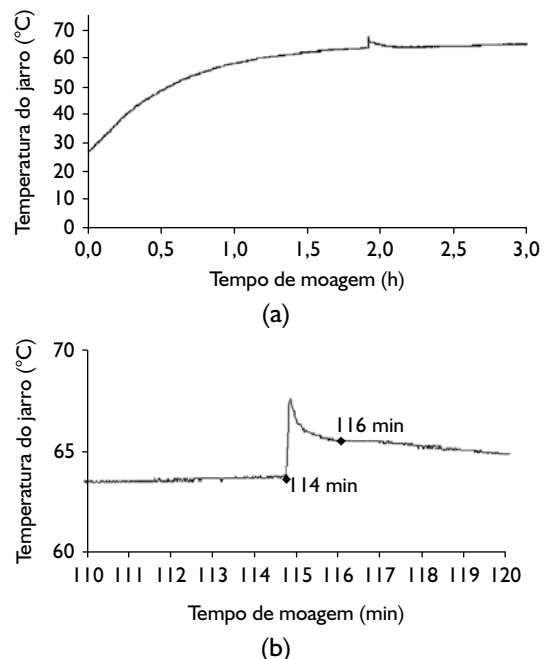 Temperatura do jarro (°C)
70
60
50
40
30
20
10
0
0,0 0,5 1,0 1,5 2,0 2,5 3,0
Tempo de moagem (h)
(a)
Temperatura do jarro (°C)
70
65
60
116 min
114 min
110 111 112 113 114 115 116 117 118 119 120
Tempo de moagem (min)
(b)